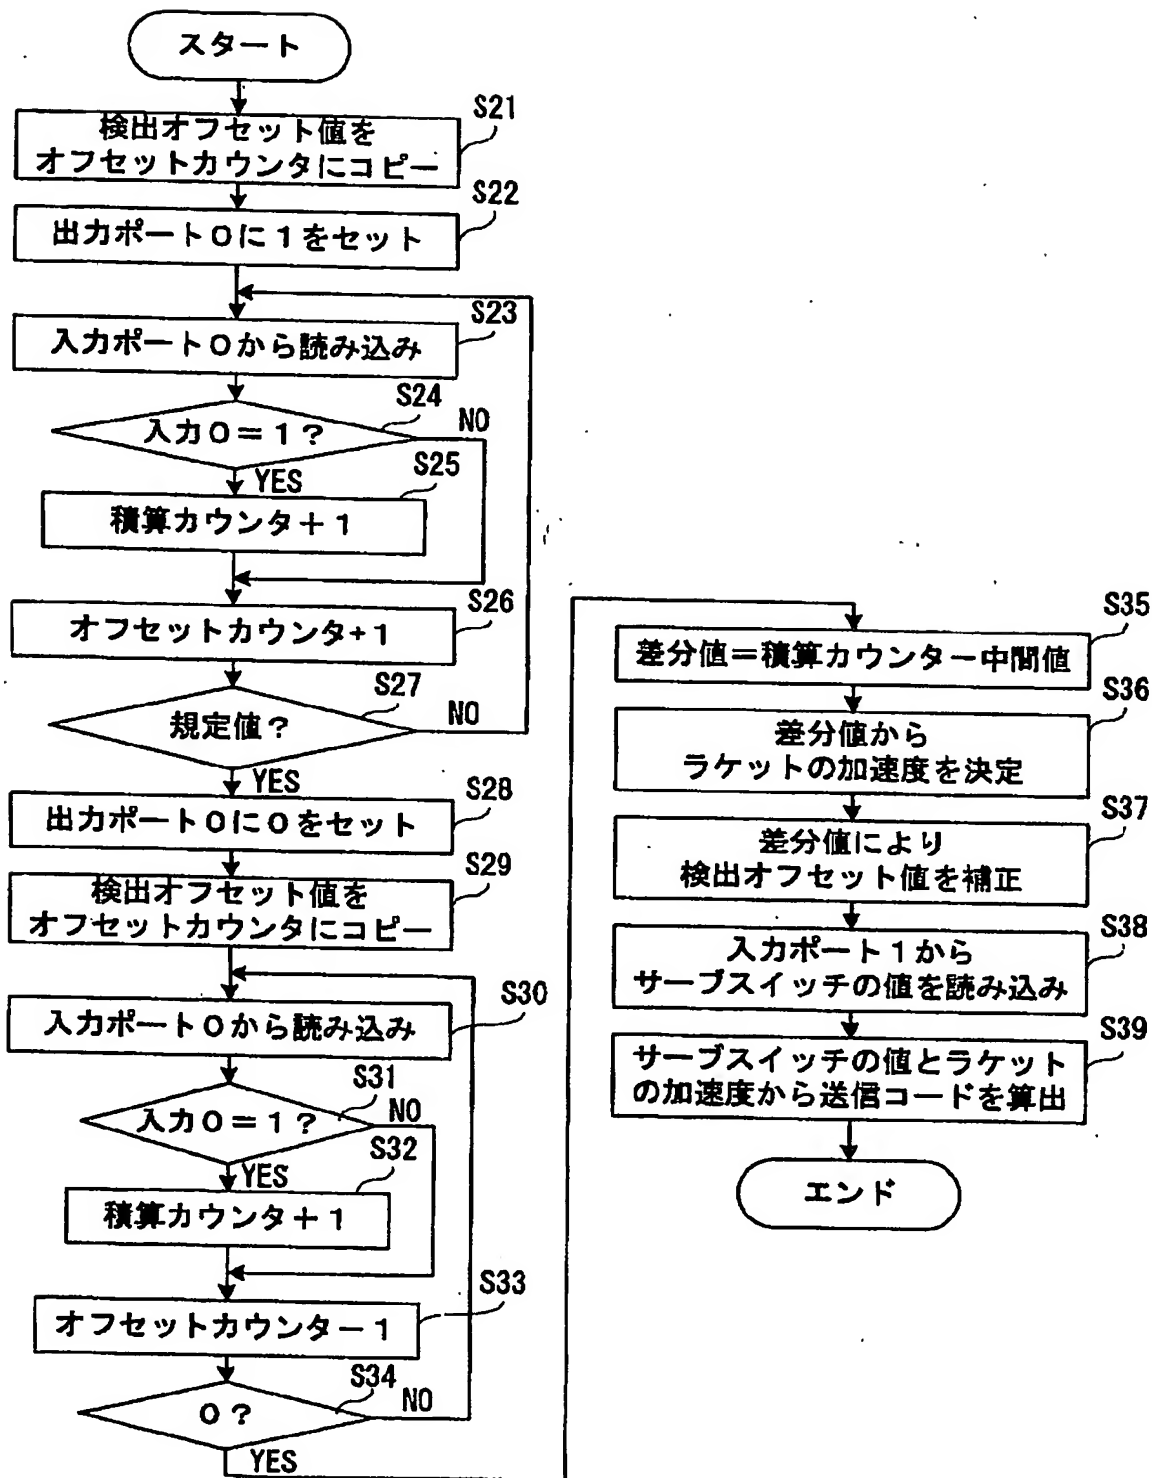 スタート
S21
検出オフセット値を
オフセットカウンタにコピー
S22
出力ポート0に1をセット
S23
入力ポート0から読み込み
S24
入力0=1?
NO
YES
S25
積算カウンタ+1
S26
オフセットカウンタ+1
S27
規定値?
NO
YES
S28
出力ポート0に0をセット
S29
検出オフセット値を
オフセットカウンタにコピー
S30
入力ポート0から読み込み
S31
入力0=1?
NO
YES
S32
積算カウンタ+1
S33
オフセットカウンタ−1
S34
0?
NO
YES
S35
差分値=積算カウンタ−中間値
S36
差分値から
ラケットの加速度を決定
S37
差分値により
検出オフセット値を補正
S38
入力ポート1から
サーブスイッチの値を読み込み
S39
サーブスイッチの値とラケット
の加速度から送信コードを算出
エンド